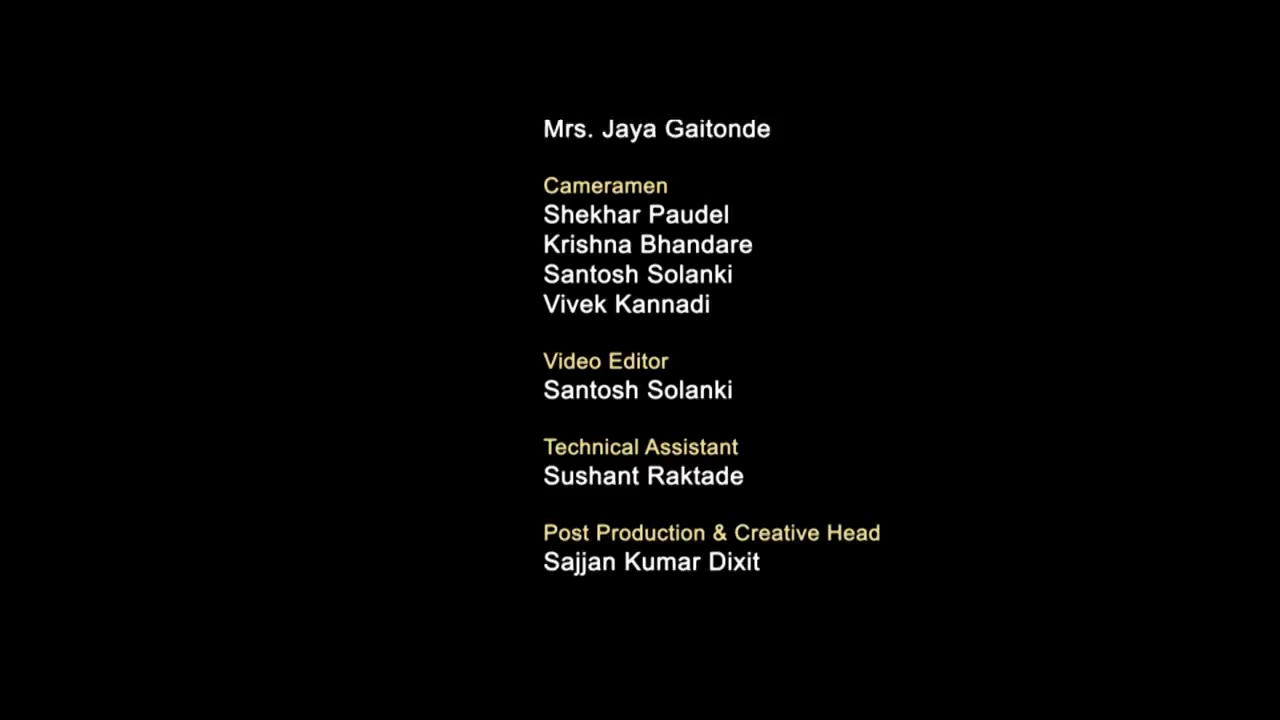 Mrs. Jaya Gaitonde
Cameramen
Shekhar Paudel
Krishna Bhandare
Santosh Solanki
Vivek Kannadi
Video Editor
Santosh Solanki
Technical Assistant
Sushant Raktade
Post Production & Creative Head
Sajjan Kumar Dixit